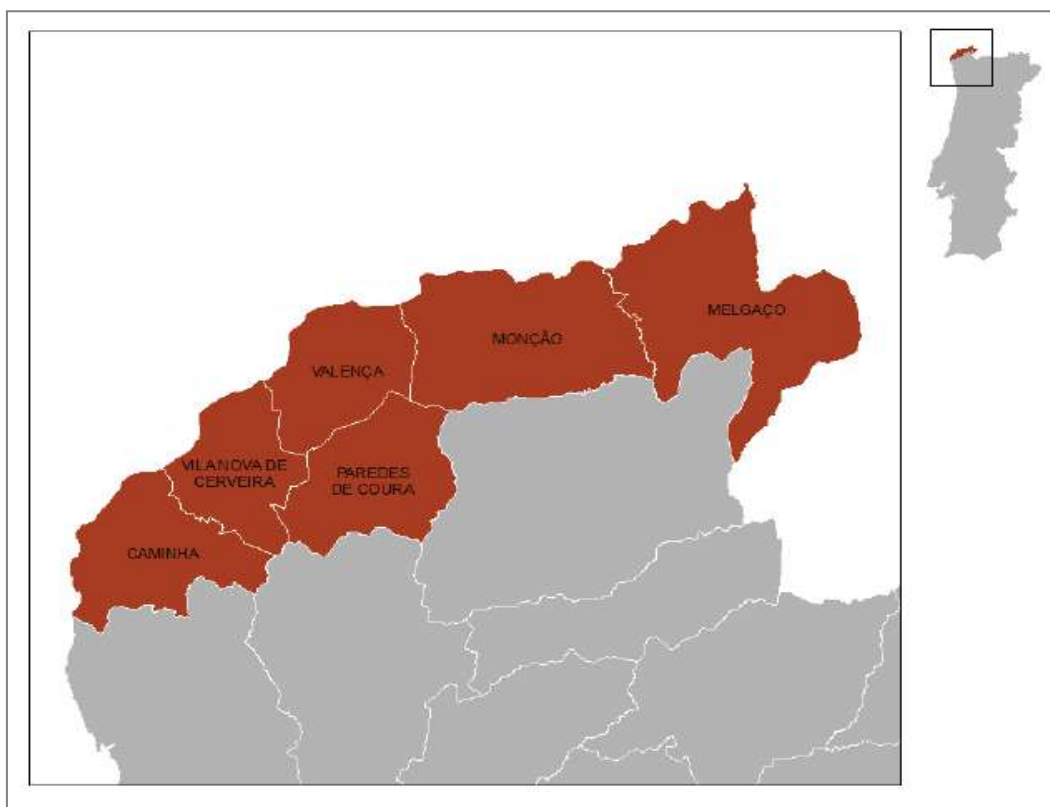 MELGAÇO
MONÇÃO
VALENÇA
VILA NOVA DE
CERVEIRA
PAREDES
DE COURA
CAMINHA